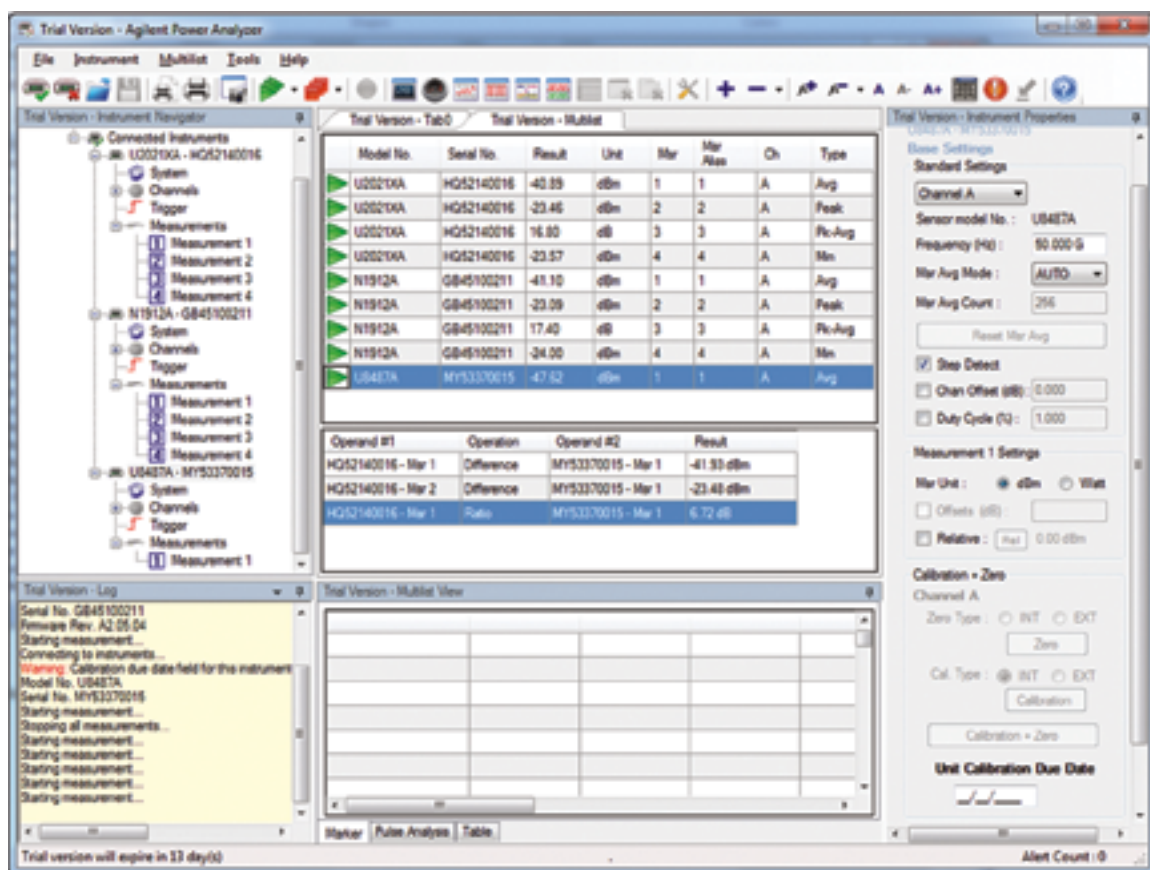 Trial Version - Agilent Power Analyzer
File Instrument Multilist Tools Help
Trial Version - Instrument Navigator
Connected Instruments
U2021XA - HQ52140016
System
Channels
Trigger
Measurements
1 Measurement 1
2 Measurement 2
3 Measurement 3
4 Measurement 4
N1912A - GB45100211
System
Channels
Trigger
Measurements
1 Measurement 1
2 Measurement 2
3 Measurement 3
4 Measurement 4
U8487A - MY53370015
System
Channels
Trigger
Measurements
1 Measurement 1
Trial Version - Tab0 Trial Version - Multilist
Model No. Serial No. Result Unit Msr Msr Alias Ch Type
U2021XA HQ52140016 -40.89 dBm 1 1 A Avg
U2021XA HQ52140016 -23.46 dBm 2 2 A Peak
U2021XA HQ52140016 16.80 dB 3 3 A Pk-Avg
U2021XA HQ52140016 -23.57 dBm 4 4 A Min
N1912A GB45100211 -41.10 dBm 1 1 A Avg
N1912A GB45100211 -23.09 dBm 2 2 A Peak
N1912A GB45100211 17.40 dB 3 3 A Pk-Avg
N1912A GB45100211 -24.00 dBm 4 4 A Min
U8487A MY53370015 -47.62 dBm 1 1 A Avg
Operand #1 Operation Operand #2 Result
HQ52140016 - Msr 1 Difference MY53370015 - Msr 1 -41.93 dBm
HQ52140016 - Msr 2 Difference MY53370015 - Msr 1 -23.48 dBm
HQ52140016 - Msr 1 Ratio MY53370015 - Msr 1 6.72 dB
Trial Version - Instrument Properties
U8487A - MY53370015
Base Settings
Standard Settings
Channel A
Sensor model No. : U8487A
Frequency (Hz) : 50.000 G
Msr Avg Mode : AUTO
Msr Avg Count : 256
Reset Msr Avg
Step Detect
Chan Offset (dB) : 0.000
Duty Cycle (%) : 1.000
Measurement 1 Settings
Msr Unit : dBm Watt
Offsets (dB) :
Relative : Rel 0.00 dBm
Calibration + Zero
Channel A
Zero Type : INT EXT
Zero
Cal. Type : INT EXT
Calibration
Calibration + Zero
Unit Calibration Due Date
_/_/__
Trial Version - Log
Serial No. GB45100211
Firmware Rev. A2.05.04
Starting measurement...
Connecting to instruments...
Warning: Calibration due date field for this instrument
Model No. U8487A
Serial No. MY53370015
Starting measurement...
Stopping all measurements...
Starting measurement...
Starting measurement...
Starting measurement...
Starting measurement...
Starting measurement...
Trial Version - Multilist View
Marker Pulse Analysis Table
Trial version will expire in 13 day(s)
Alert Count : 0